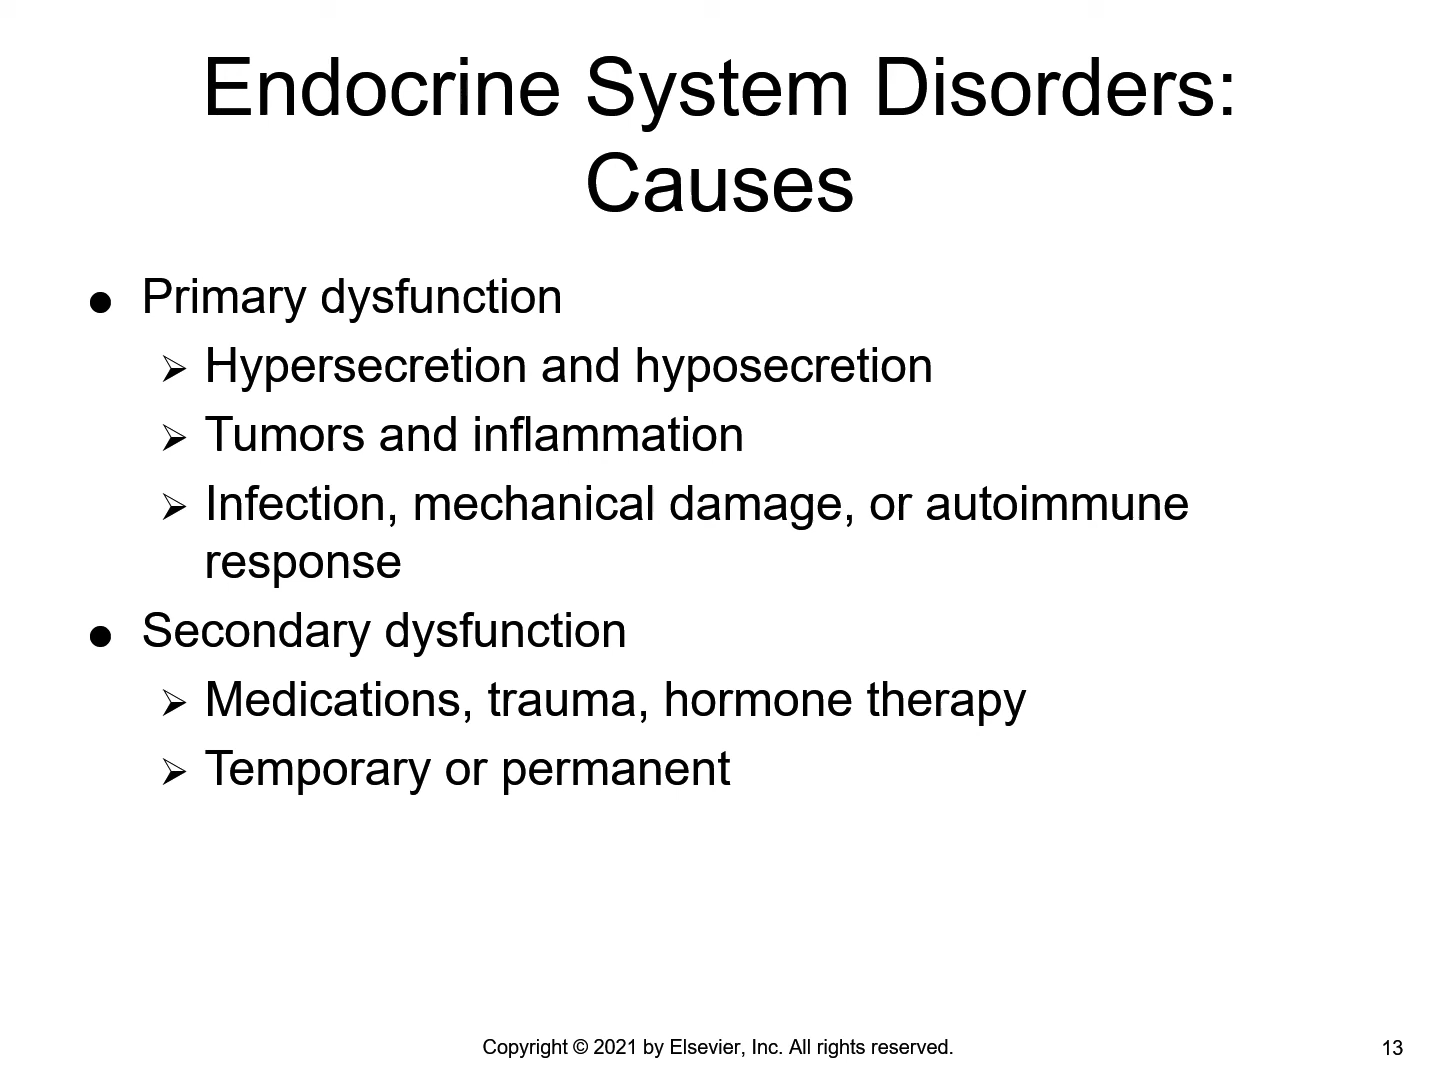 Endocrine System Disorders:
Causes
● Primary dysfunction
➢ Hypersecretion and hyposecretion
➢ Tumors and inflammation
➢ Infection, mechanical damage, or autoimmune
response
● Secondary dysfunction
➢ Medications, trauma, hormone therapy
➢ Temporary or permanent
Copyright © 2021 by Elsevier, Inc. All rights reserved.
13